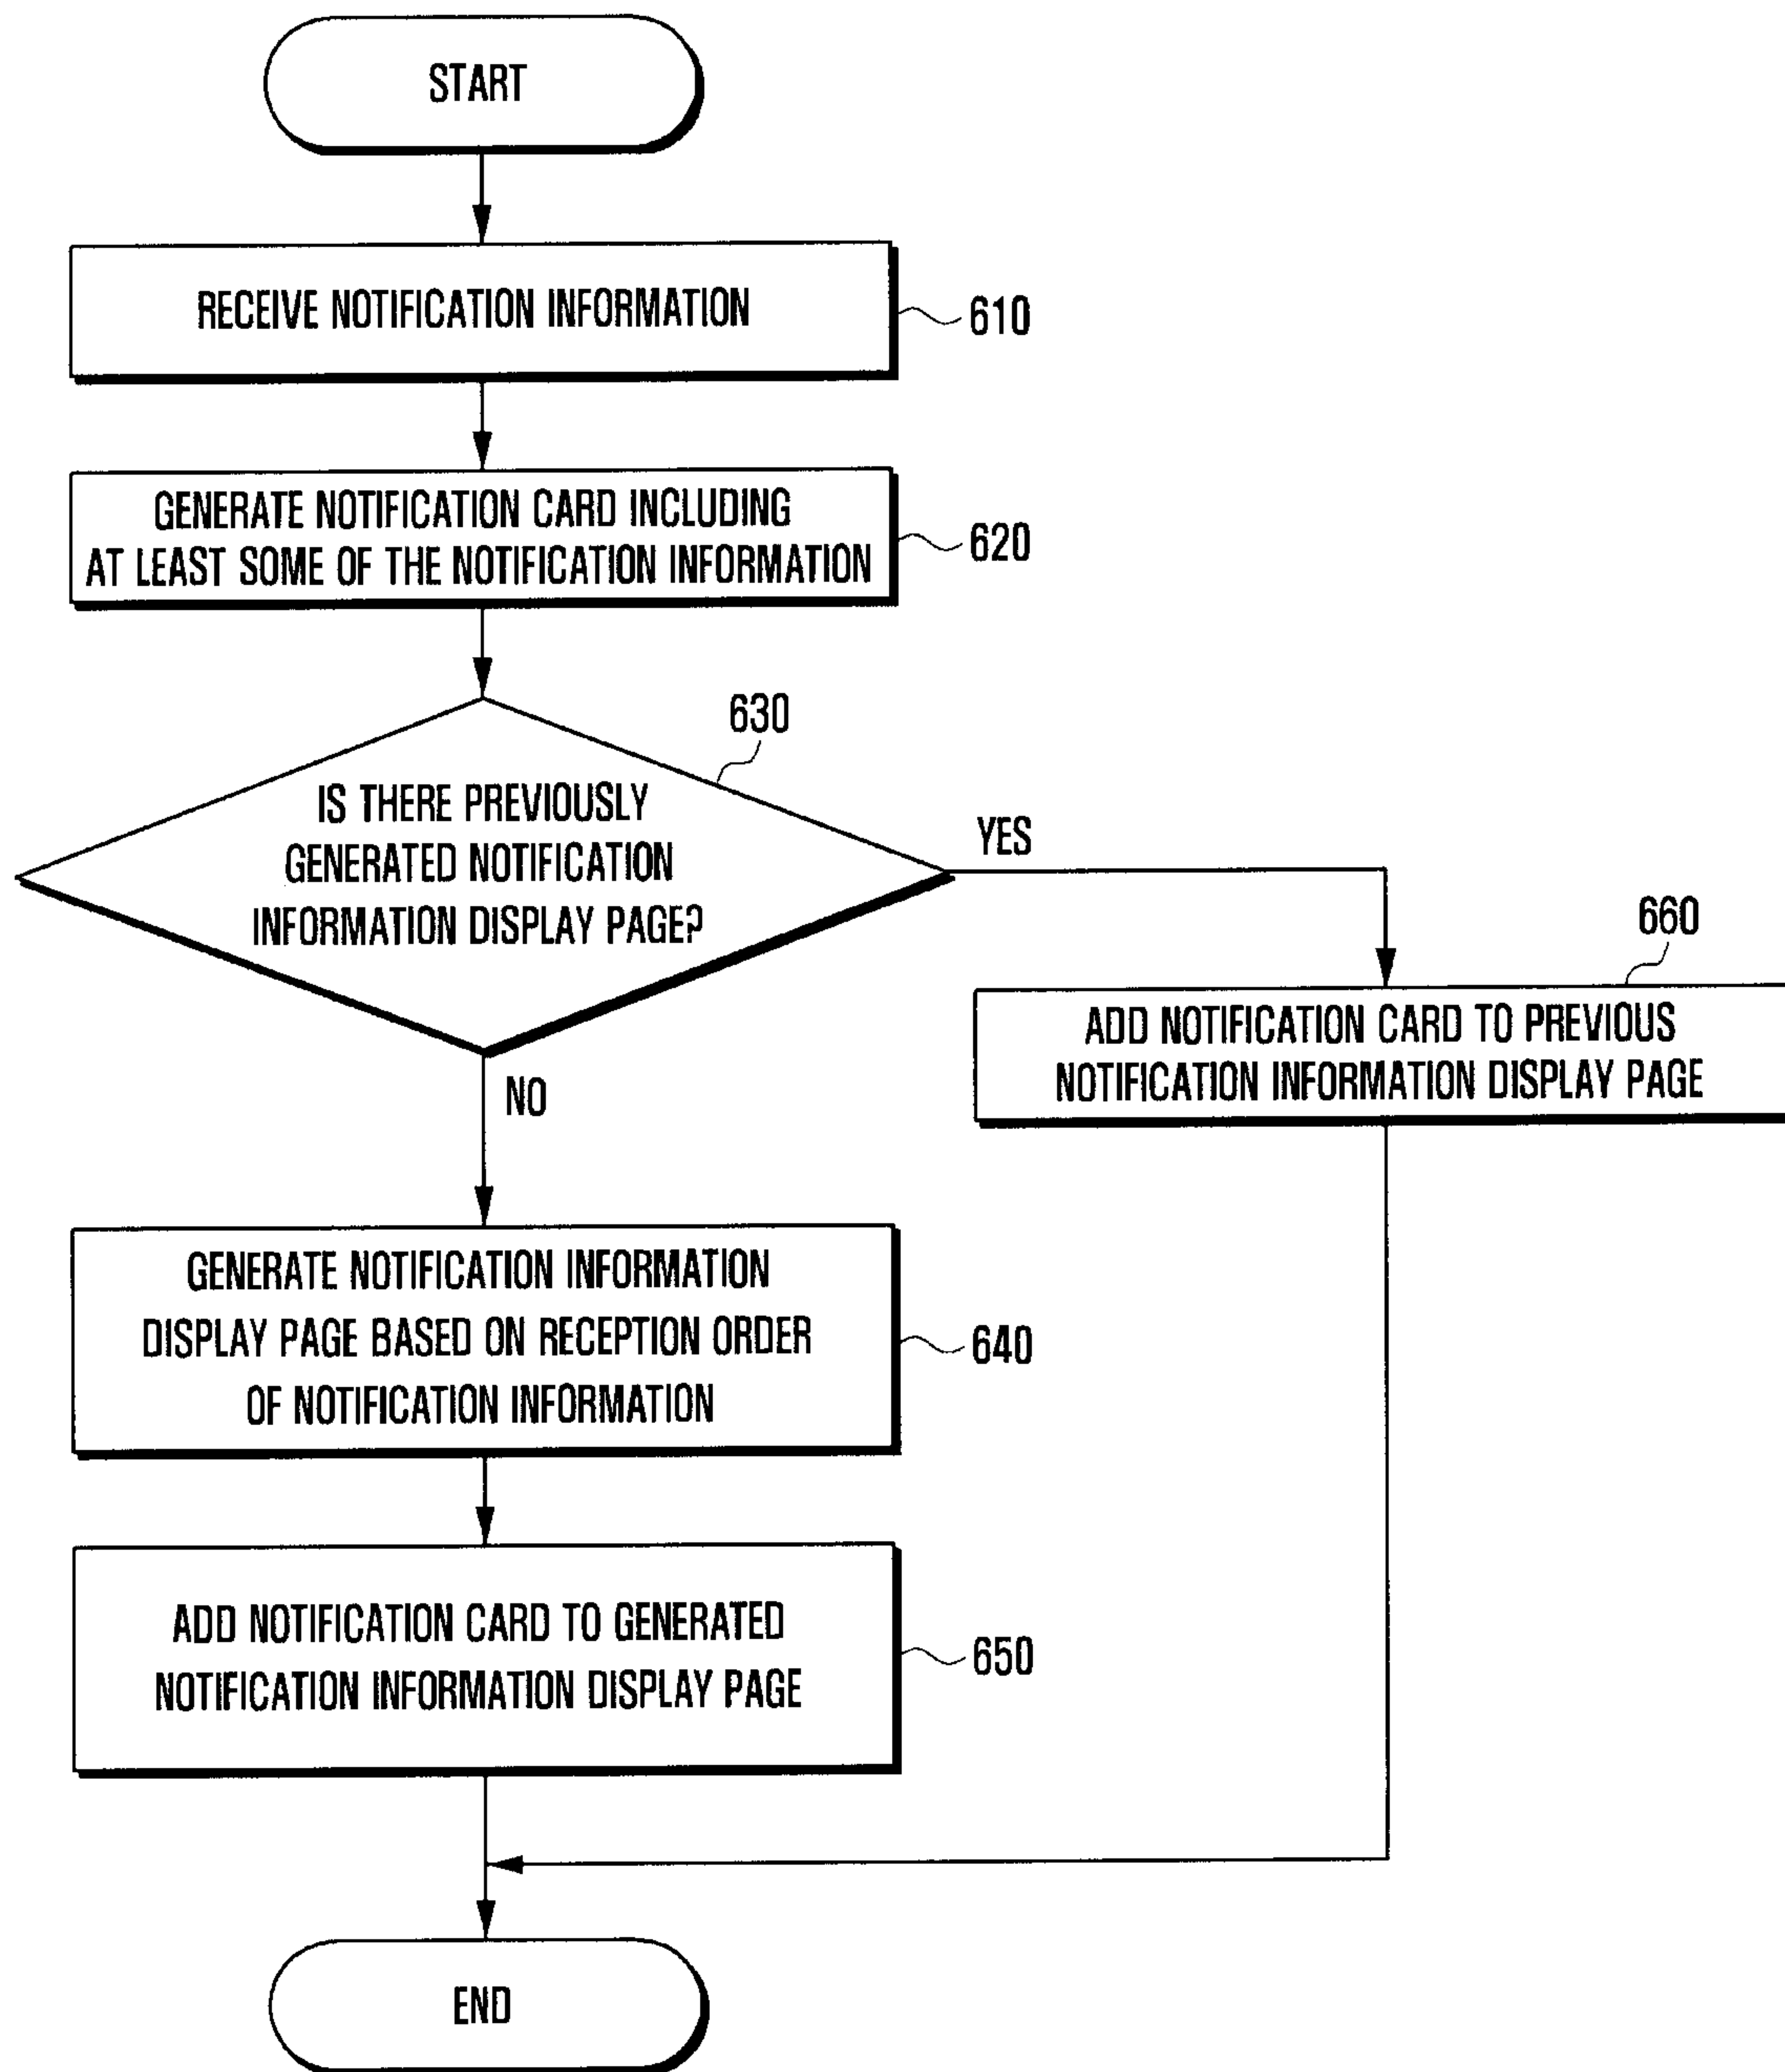 START
RECEIVE NOTIFICATION INFORMATION
610
GENERATE NOTIFICATION CARD INCLUDING
AT LEAST SOME OF THE NOTIFICATION INFORMATION
620
630
IS THERE PREVIOUSLY
GENERATED NOTIFICATION
INFORMATION DISPLAY PAGE?
YES
660
ADD NOTIFICATION CARD TO PREVIOUS
NOTIFICATION INFORMATION DISPLAY PAGE
NO
GENERATE NOTIFICATION INFORMATION
DISPLAY PAGE BASED ON RECEPTION ORDER
OF NOTIFICATION INFORMATION
640
ADD NOTIFICATION CARD TO GENERATED
NOTIFICATION INFORMATION DISPLAY PAGE
650
END